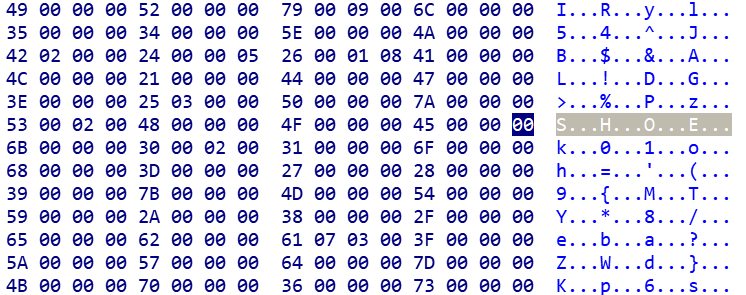 49 00 00 00 52 00 00 00 79 00 09 00 6C 00 00 00 I...R...y...l...
35 00 00 00 34 00 00 00 5E 00 00 00 4A 00 00 00 5...4...^...J...
42 02 00 00 24 00 00 05 26 00 01 08 41 00 00 00 B...$...&...A...
4C 00 00 00 21 00 00 00 44 00 00 00 47 00 00 00 L...!...D...G...
3E 00 00 00 25 03 00 00 50 00 00 00 7A 00 00 00 >...%...P...z...
53 00 02 00 48 00 00 00 4F 00 00 00 45 00 00 00 S...H...O...E...
6B 00 00 00 30 00 02 00 31 00 00 00 6F 00 00 00 k...0...1...o...
68 00 00 00 3D 00 00 00 27 00 00 00 28 00 00 00 h...=...'...(...
39 00 00 00 7B 00 00 00 4D 00 00 00 54 00 00 00 9...{...M...T...
59 00 00 00 2A 00 00 00 38 00 00 00 2F 00 00 00 Y...*...8.../...
65 00 00 00 62 00 00 00 61 07 03 00 3F 00 00 00 e...b...a...?...
5A 00 00 00 57 00 00 00 64 00 00 00 7D 00 00 00 Z...W...d...}...
4B 00 00 00 70 00 00 00 36 00 00 00 73 00 00 00 K...p...6...s...